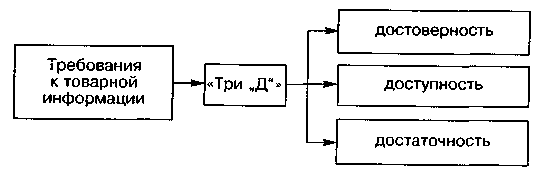 Требования
к товарной
информации
«Три „Д“»
достоверность
доступность
достаточность